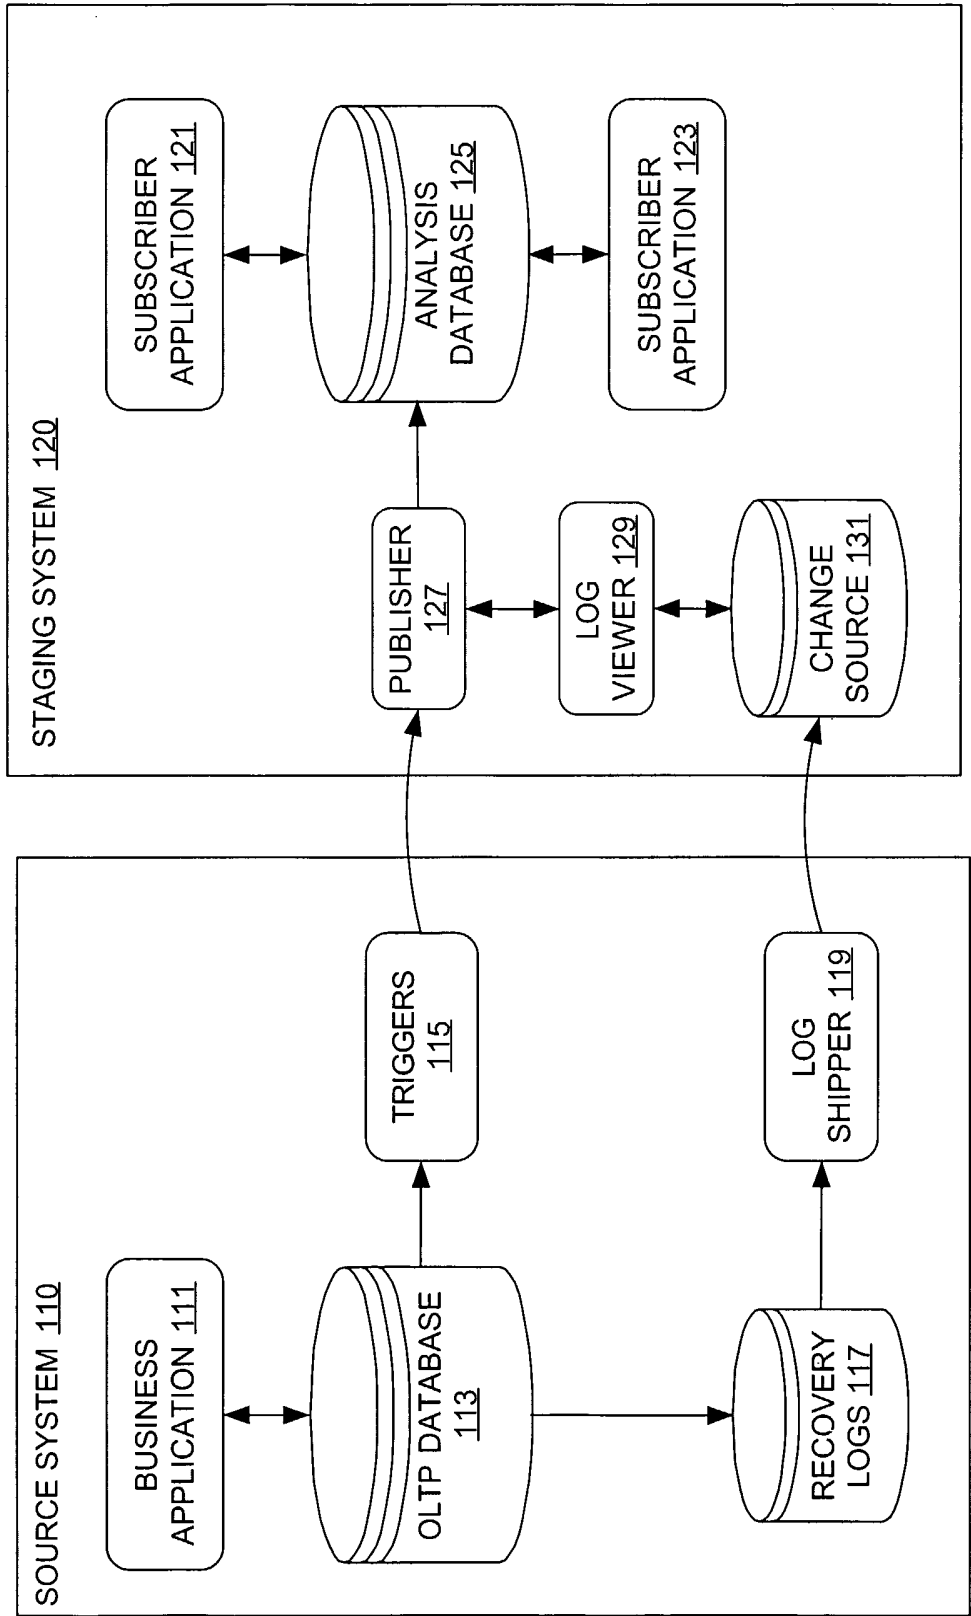 SOURCE SYSTEM 110
BUSINESS
APPLICATION 111
OLTP DATABASE
113
TRIGGERS
115
RECOVERY
LOGS 117
LOG
SHIPPER 119
STAGING SYSTEM 120
SUBSCRIBER
APPLICATION 121
PUBLISHER
127
ANALYSIS
DATABASE 125
LOG
VIEWER 129
SUBSCRIBER
APPLICATION 123
CHANGE
SOURCE 131